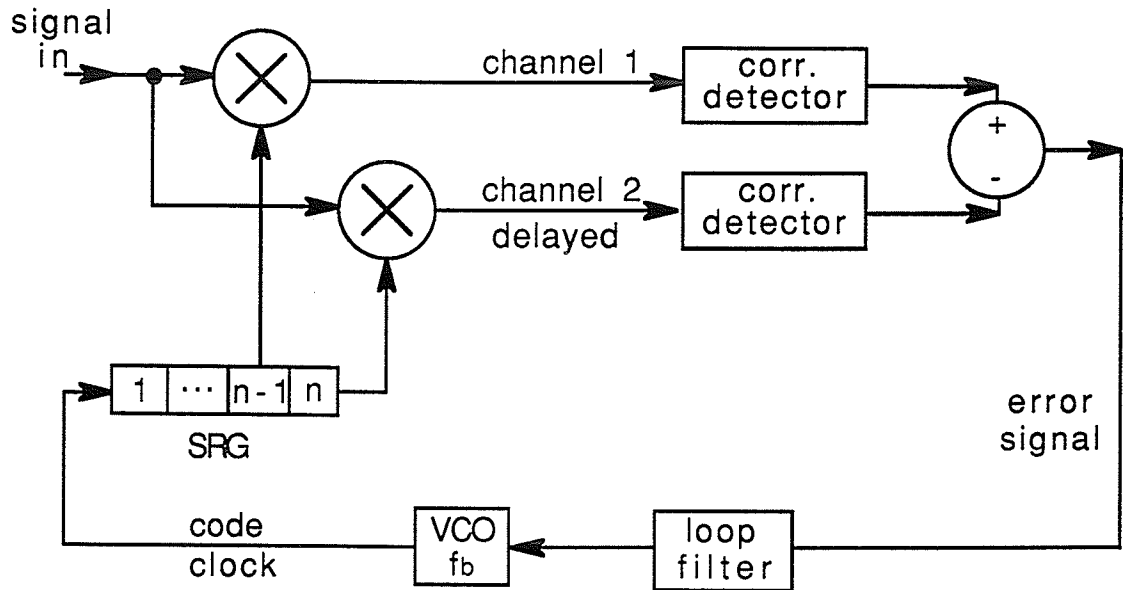 signal
in
channel 1
corr.
detector
+
-
channel 2
delayed
corr.
detector
1 ... n-1 n
SRG
error
signal
code
clock
VCO
fb
loop
filter